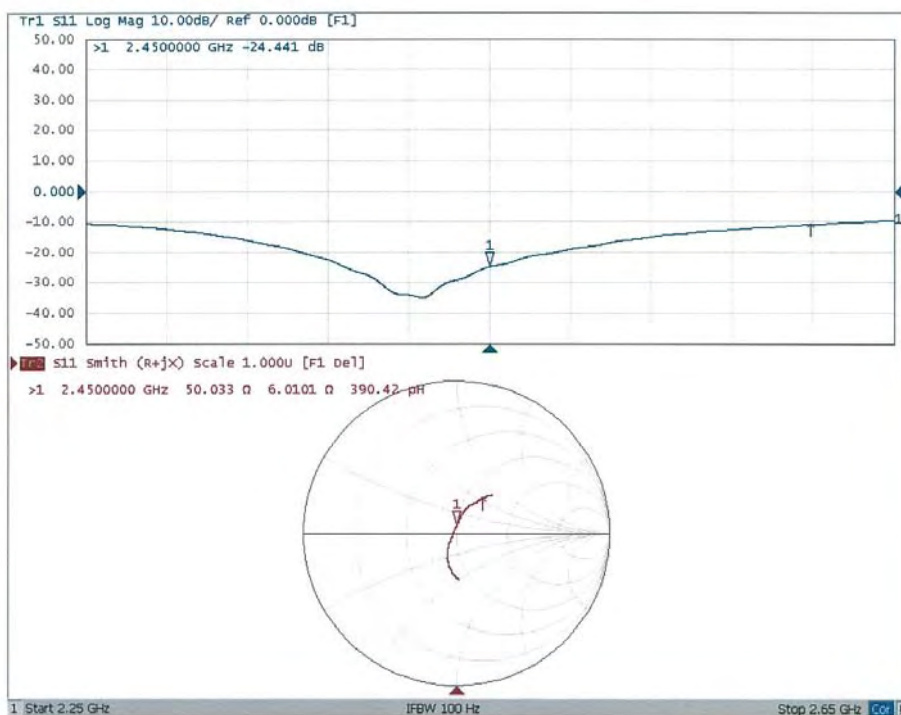 Tr1 S11 Log Mag 10.00dB/ Ref 0.000dB [F1]
50.00
>1 2.4500000 GHz -24.441 dB
40.00
30.00
20.00
10.00
0.000
1
-10.00
1
-20.00
-30.00
-40.00
-50.00
Tr2 S11 Smith (R+jX) Scale 1.000U [F1 Del]
>1 2.4500000 GHz 50.033 Ω 6.0101 Ω 390.42 pH
1
1 Start 2.25 GHz IFBW 100 Hz Stop 2.65 GHz Cor